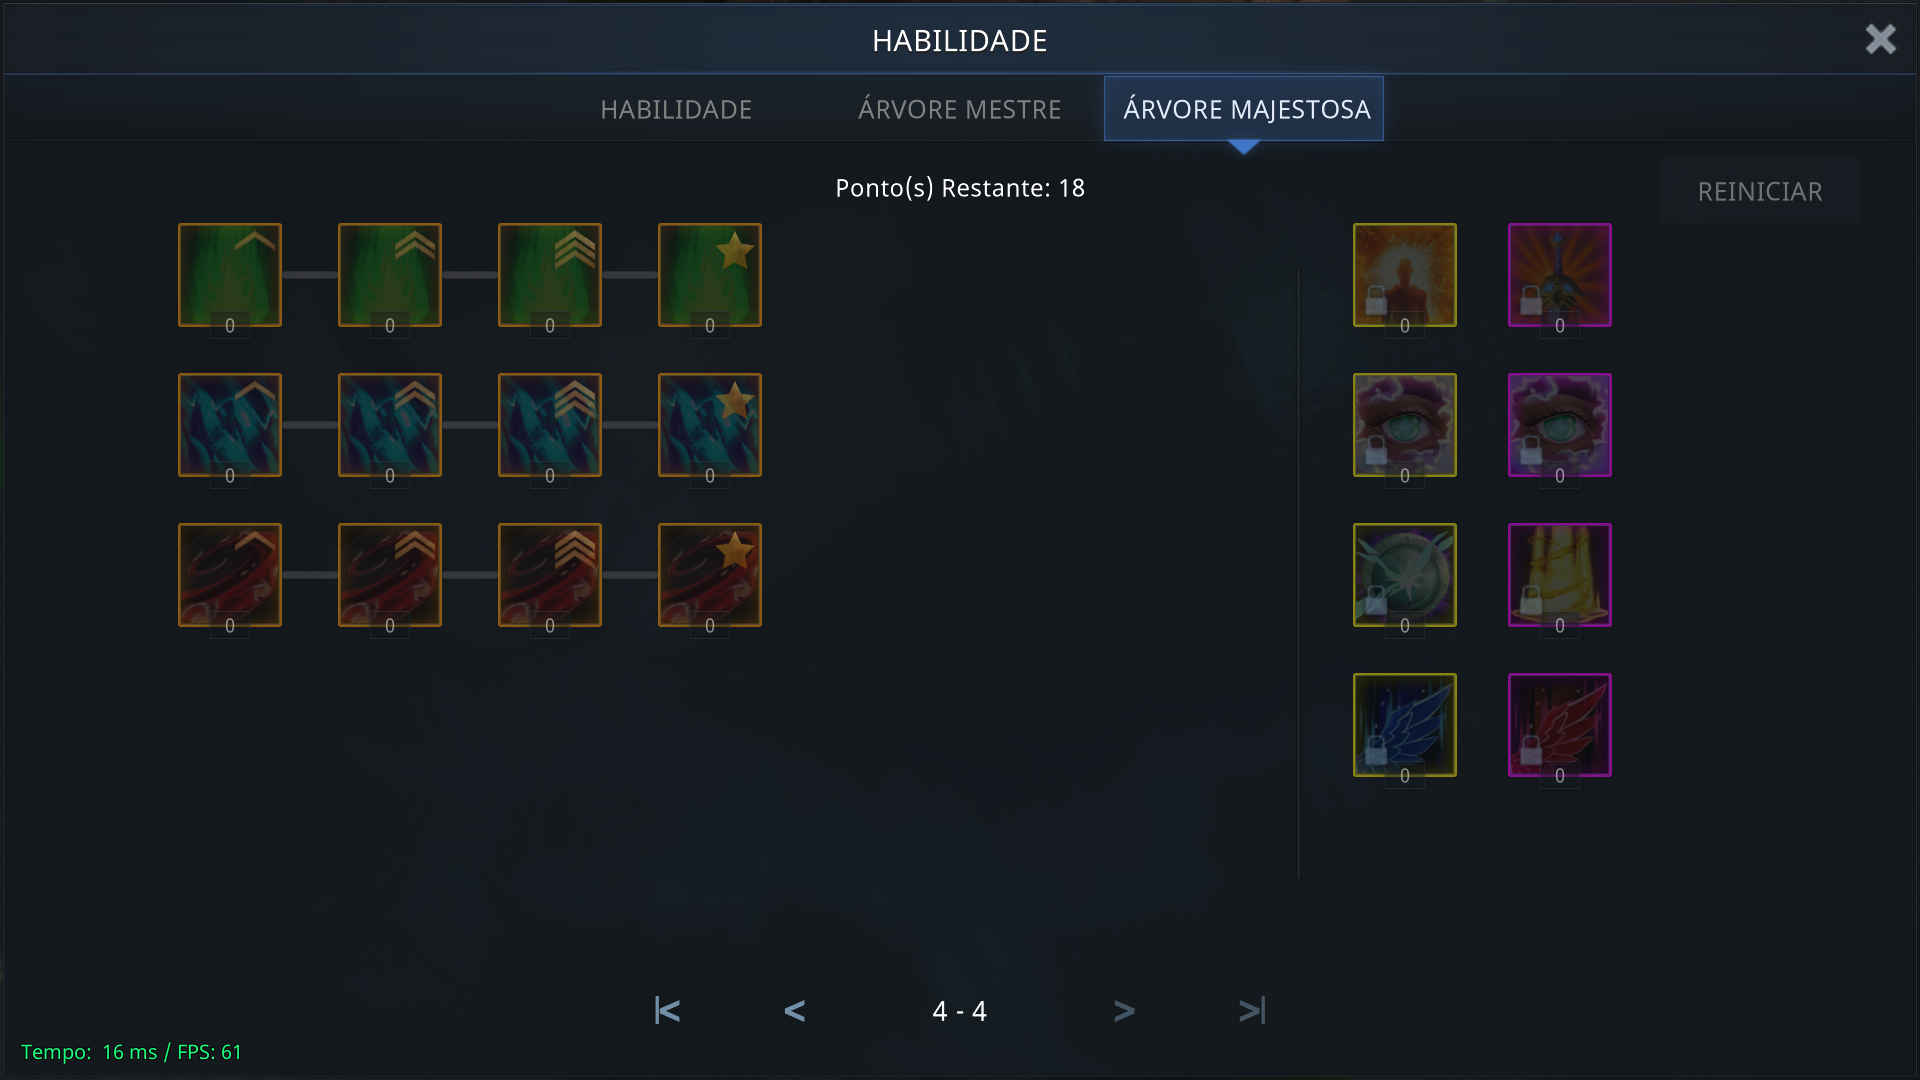 HABILIDADE
HABILIDADE ÁRVORE MESTRE ÁRVORE MAJESTOSA
Ponto(s) Restante: 18
REINICIAR
0 0 0 0 0 0
0 0 0 0 0 0
0 0 0 0 0 0
0 0
|< < 4 - 4 > >|
Tempo: 16 ms / FPS: 61